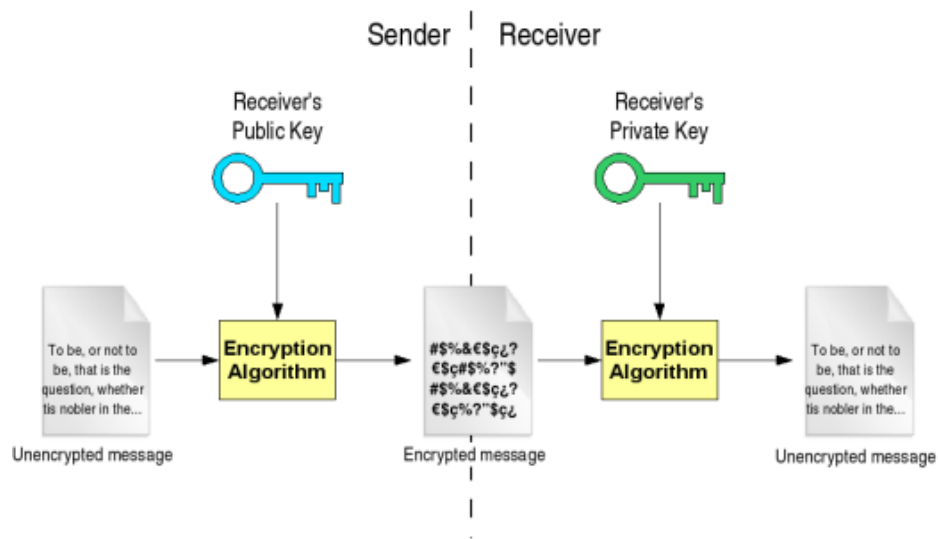 Sender
Receiver
Receiver's
Public Key
Receiver's
Private Key
To be, or not to
be, that is the
question, whether
tis nobler in the...
Unencrypted message
Encryption
Algorithm
#$%&€$ç¿?
€$ç#$%?"$
#$%&€$ç¿?
€$ç%?"$ç¿
Encrypted message
Encryption
Algorithm
To be, or not to
be, that is the
question, whether
tis nobler in the...
Unencrypted message